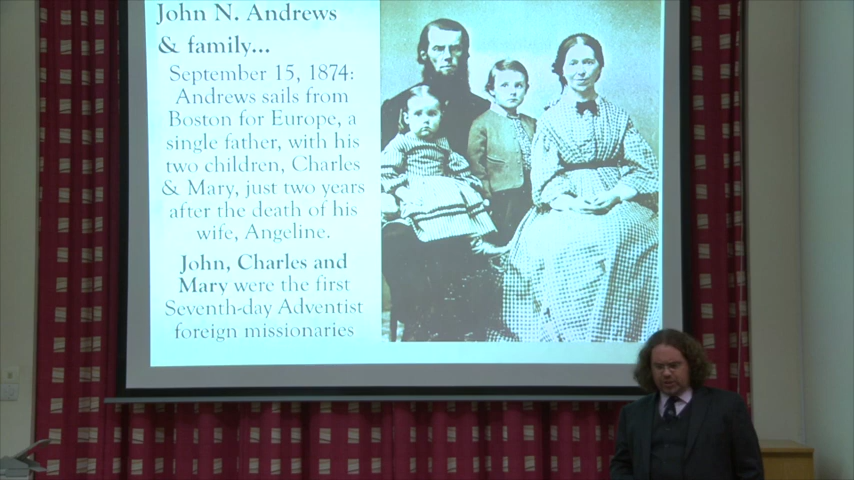 John N. Andrews
& family...
September 15, 1874:
Andrews sails from
Boston for Europe, a
single father, with his
two children, Charles
& Mary, just two years
after the death of his
wife, Angeline.
John, Charles and
Mary were the first
Seventh-day Adventist
foreign missionaries